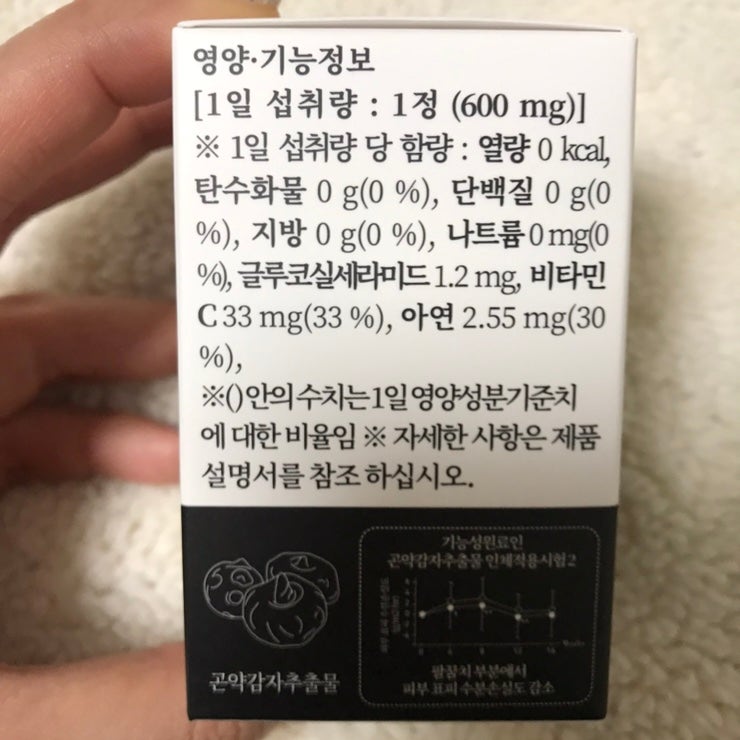 영양·기능정보
[1일 섭취량 : 1정 (600 mg)]
※ 1일 섭취량 당 함량 : 열량 0 kcal,
탄수화물 0 g(0 %), 단백질 0 g(0
%), 지방 0 g(0 %), 나트륨 0 mg(0
%), 글루코실세라미드 1.2 mg, 비타민
C 33 mg(33 %), 아연 2.55 mg(30
%),
※( )안의 수치는 1일 영양성분기준치
에 대한 비율임 ※ 자세한 사항은 제품
설명서를 참조 하십시오.
기능성원료인
곤약감자추출물 인체적용시험2
팔꿈치 부분에서
피부 표피 수분손실도 감소
곤약감자추출물